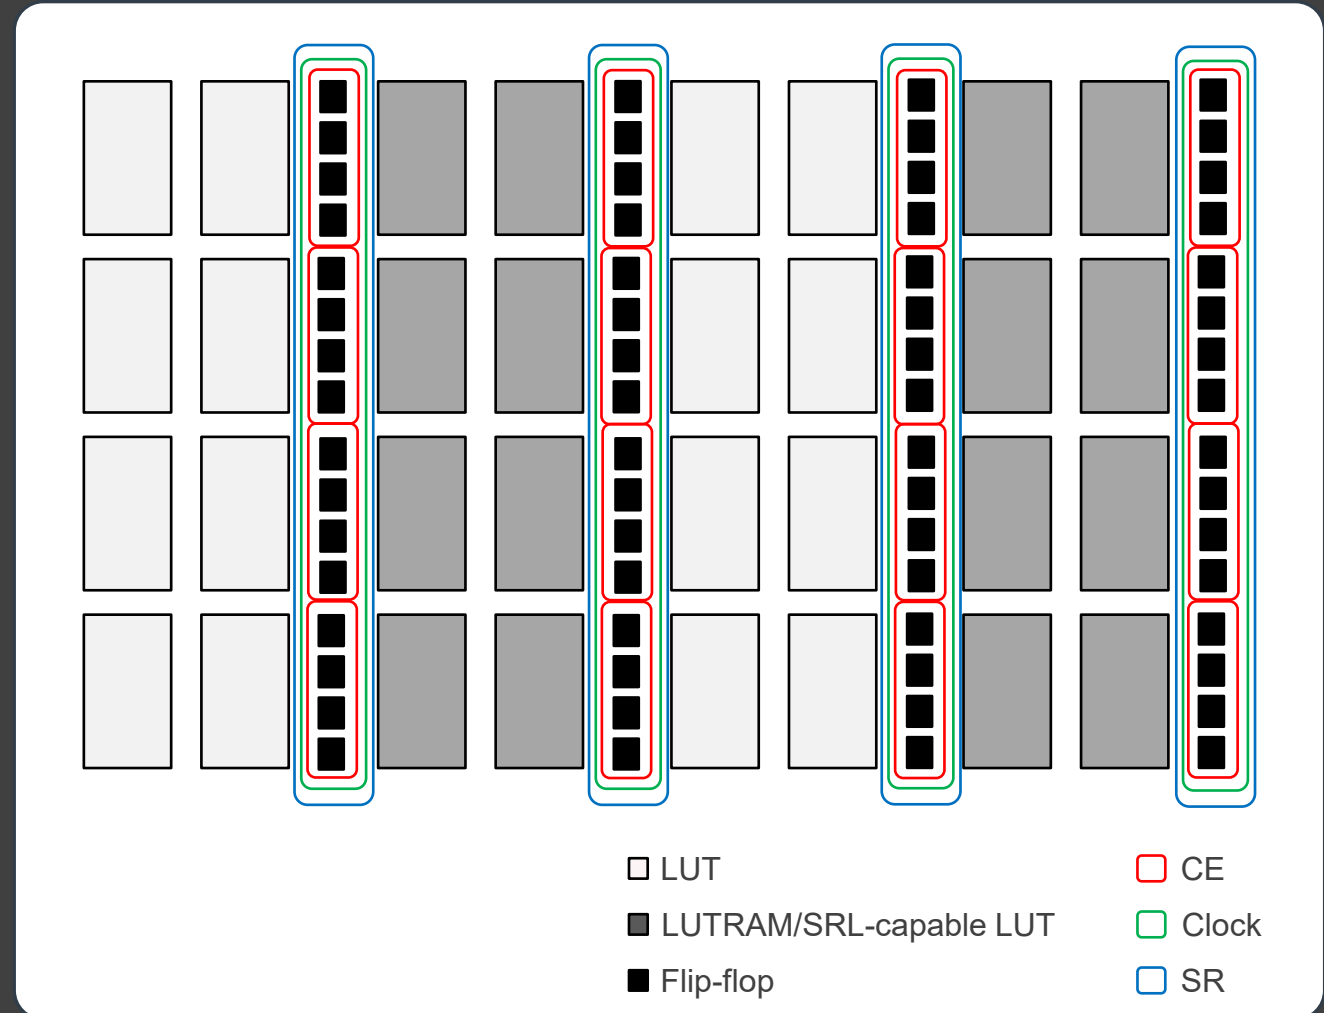 LUT
LUTRAM/SRL-capable LUT
Flip-flop
CE
Clock
SR